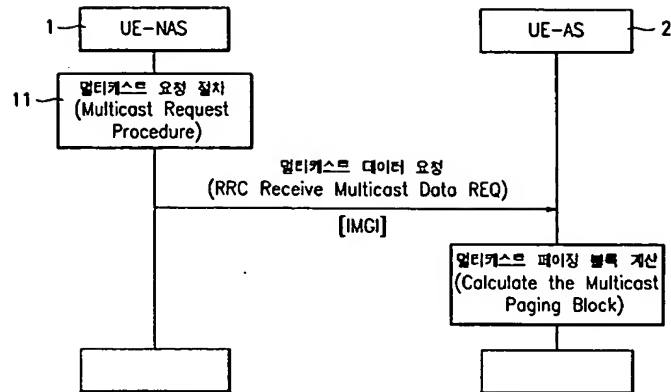 1
UE-NAS
UE-AS
2
11
멀티캐스트 요청 절차
(Multicast Request
Procedure)
멀티캐스트 데이터 요청
(RRC Receive Multicast Data REQ)
[IMGI]
멀티캐스트 페이징 블록 계산
(Calculate the Multicast
Paging Block)